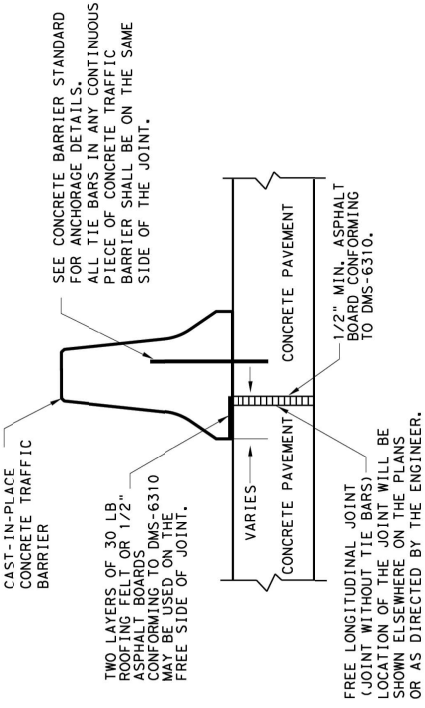 CAST-IN-PLACE
CONCRETE TRAFFIC
BARRIER
SEE CONCRETE BARRIER STANDARD
FOR ANCHORAGE DETAILS.
ALL TIE BARS IN ANY CONTINUOUS
PIECE OF CONCRETE TRAFFIC
BARRIER SHALL BE ON THE SAME
SIDE OF THE JOINT.
TWO LAYERS OF 30 LB
ROOFING FELT OR 1/2"
ASPHALT BOARDS
CONFORMING TO DMS-6310
MAY BE USED ON THE
FREE SIDE OF JOINT.
VARIES
CONCRETE PAVEMENT
CONCRETE PAVEMENT
1/2" MIN. ASPHALT
BOARD CONFORMING
TO DMS-6310.
FREE LONGITUDINAL JOINT
(JOINT WITHOUT TIE BARS)
LOCATION OF THE JOINT WILL BE
SHOWN ELSEWHERE ON THE PLANS
OR AS DIRECTED BY THE ENGINEER.